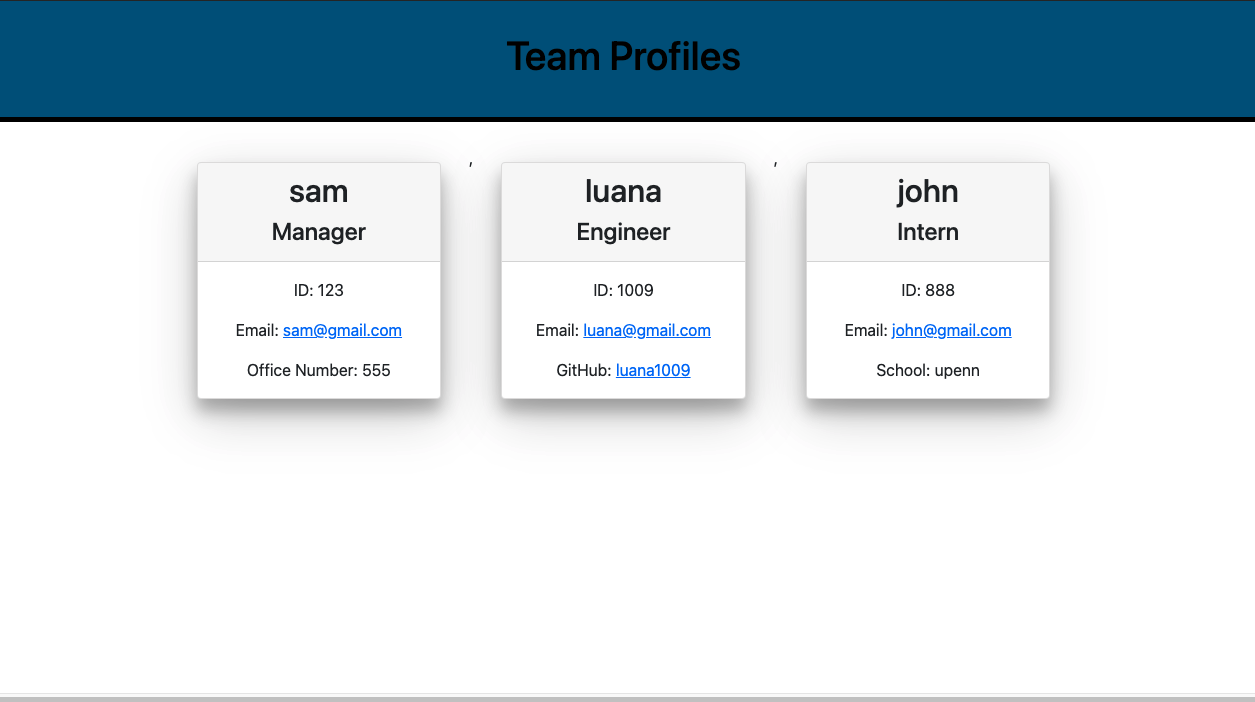 Team Profiles
sam
Manager
ID: 123
Email: sam@gmail.com
Office Number: 555
,
luana
Engineer
ID: 1009
Email: luana@gmail.com
GitHub: luana1009
,
john
Intern
ID: 888
Email: john@gmail.com
School: upenn